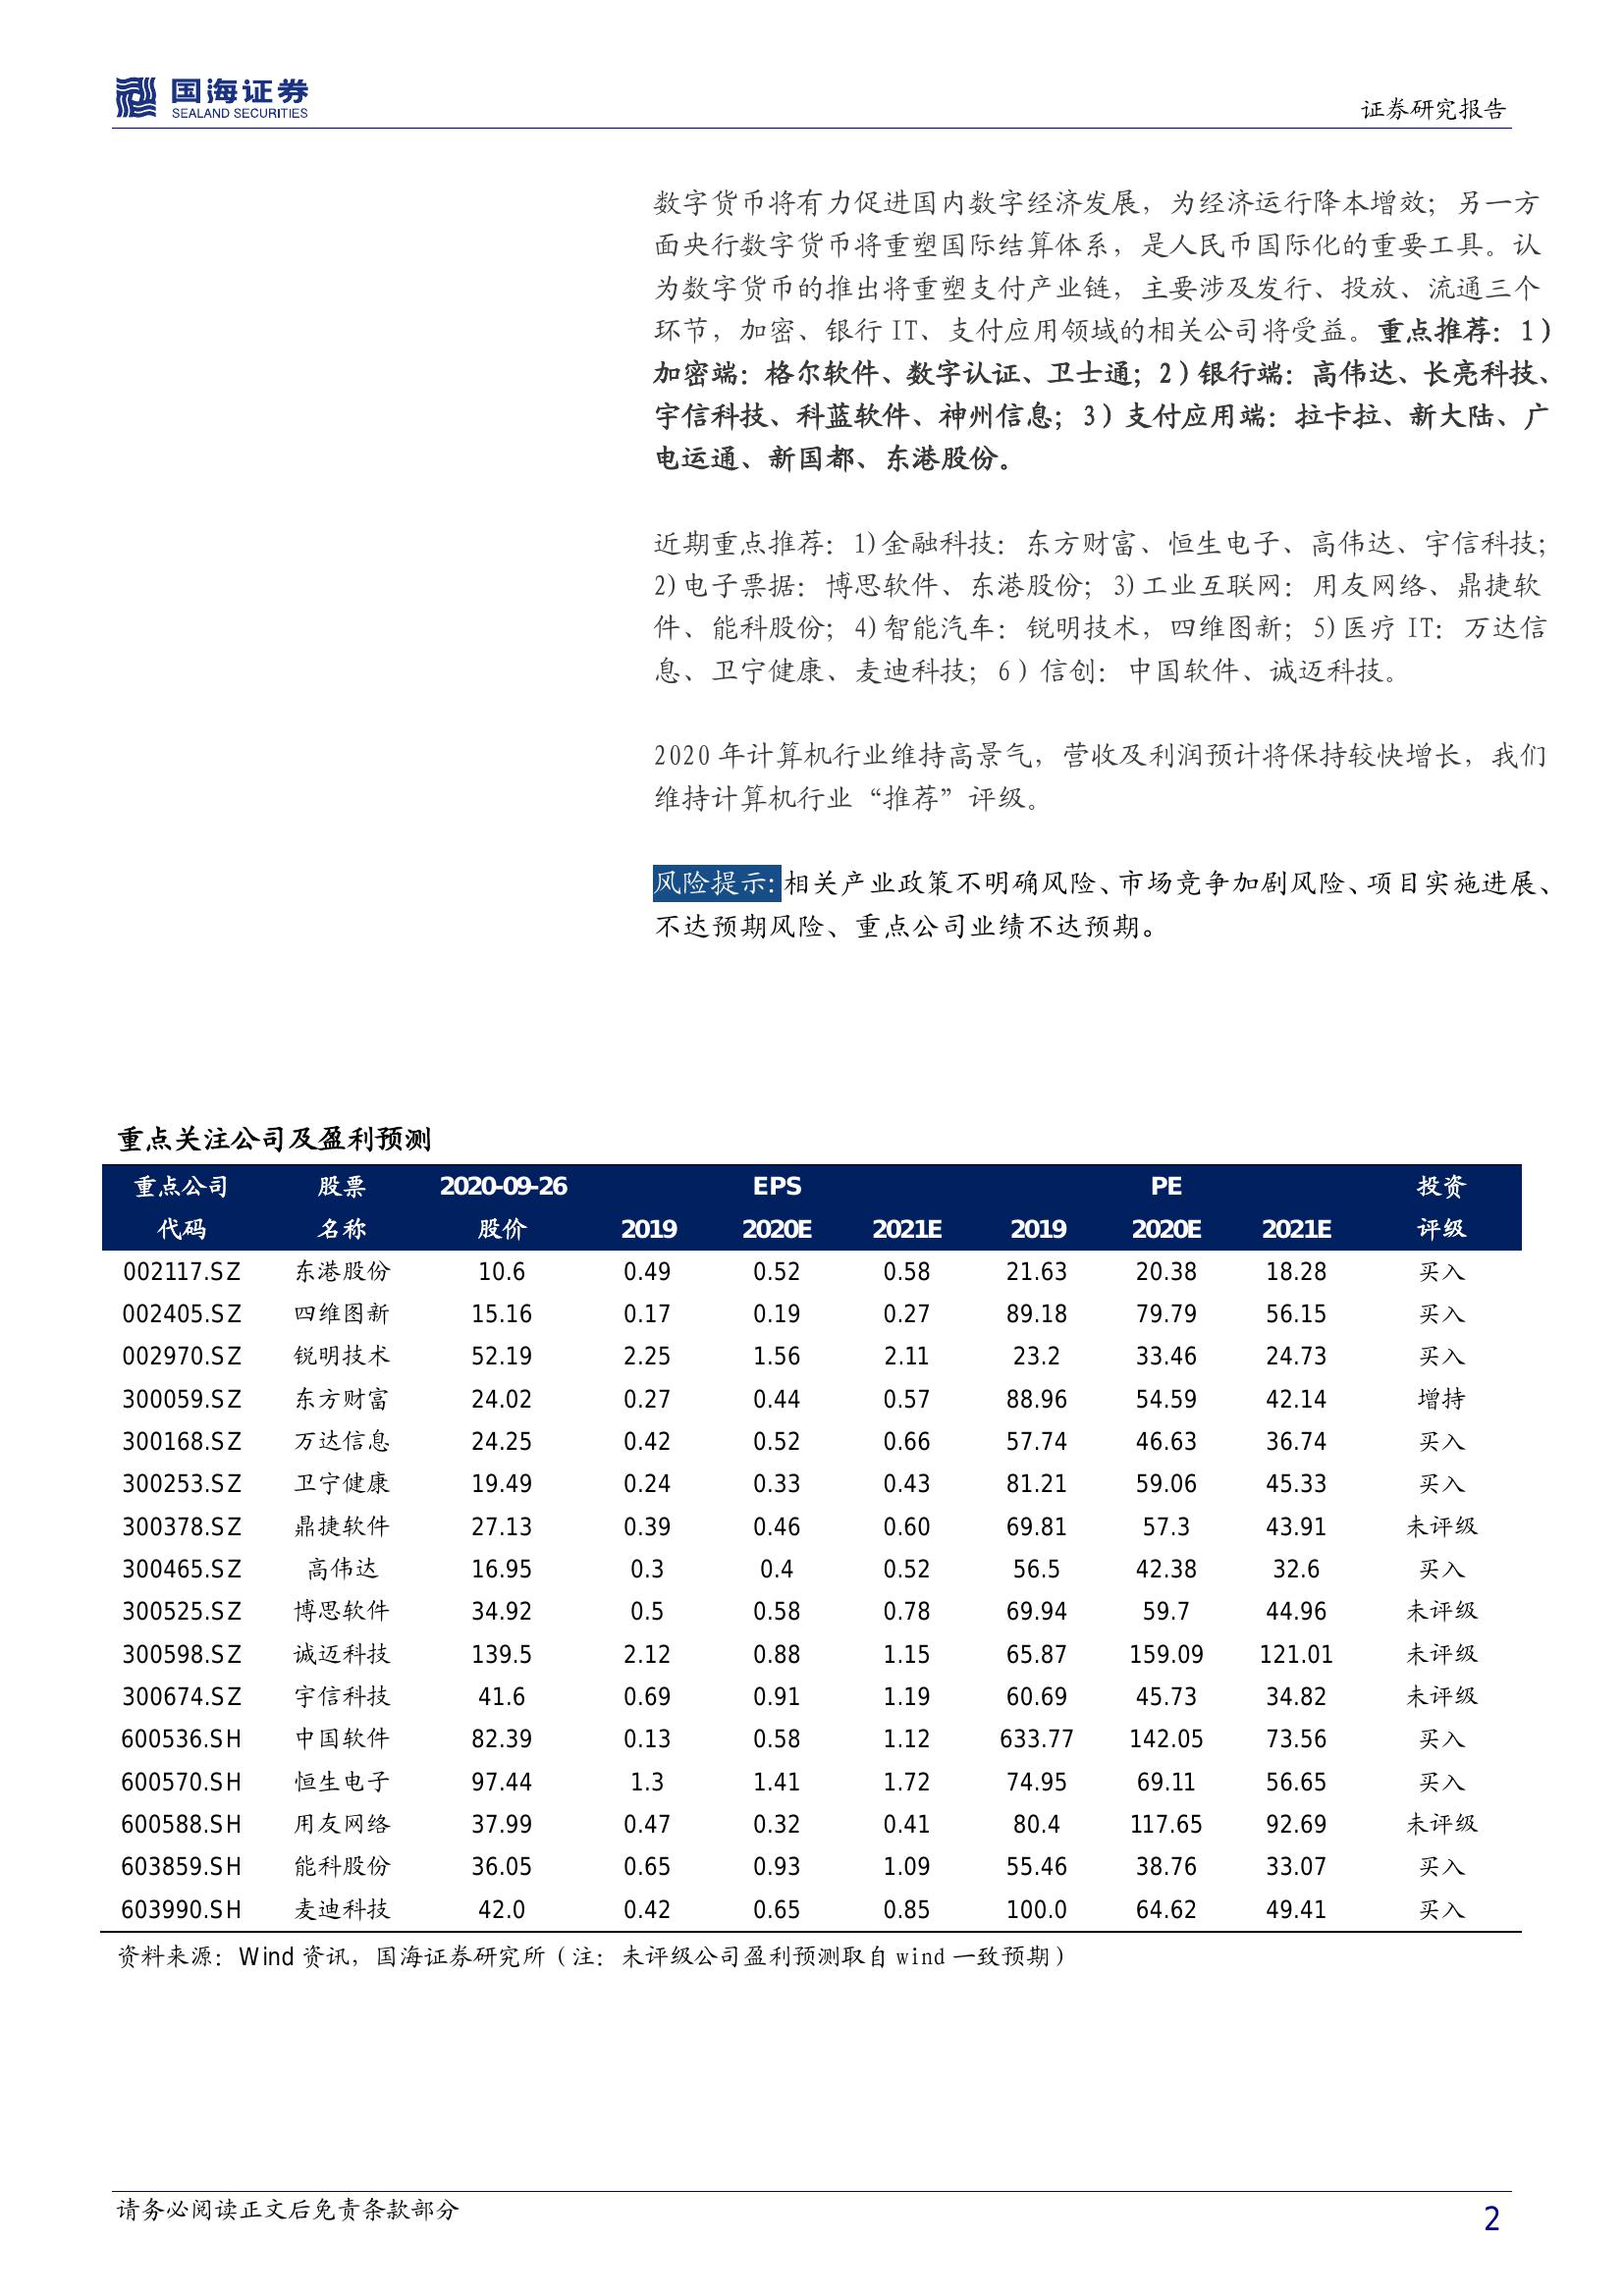 国海证券
SEALAND SECURITIES
证券研究报告
数字货币将有力促进国内数字经济发展，为经济运行降本增效；另一方
面央行数字货币将重塑国际结算体系，是人民币国际化的重要工具。认
为数字货币的推出将重塑支付产业链，主要涉及发行、投放、流通三个
环节，加密、银行 IT、支付应用领域的相关公司将受益。重点推荐：1）
加密端：格尔软件、数字认证、卫士通；2）银行端：高伟达、长亮科技、
宇信科技、科蓝软件、神州信息；3）支付应用端：拉卡拉、新大陆、广
电运通、新国都、东港股份。
近期重点推荐：1)金融科技：东方财富、恒生电子、高伟达、宇信科技；
2)电子票据：博思软件、东港股份；3)工业互联网：用友网络、鼎捷软
件、能科股份；4)智能汽车：锐明技术，四维图新；5)医疗 IT：万达信
息、卫宁健康、麦迪科技；6）信创：中国软件、诚迈科技。
2020 年计算机行业维持高景气，营收及利润预计将保持较快增长，我们
维持计算机行业“推荐”评级。
风险提示:相关产业政策不明确风险、市场竞争加剧风险、项目实施进展、
不达预期风险、重点公司业绩不达预期。
重点关注公司及盈利预测
重点公司 股票 2020-09-26 EPS PE 投资
代码 名称 股价 2019 2020E 2021E 2019 2020E 2021E 评级
002117.SZ 东港股份 10.6 0.49 0.52 0.58 21.63 20.38 18.28 买入
002405.SZ 四维图新 15.16 0.17 0.19 0.27 89.18 79.79 56.15 买入
002970.SZ 锐明技术 52.19 2.25 1.56 2.11 23.2 33.46 24.73 买入
300059.SZ 东方财富 24.02 0.27 0.44 0.57 88.96 54.59 42.14 增持
300168.SZ 万达信息 24.25 0.42 0.52 0.66 57.74 46.63 36.74 买入
300253.SZ 卫宁健康 19.49 0.24 0.33 0.43 81.21 59.06 45.33 买入
300378.SZ 鼎捷软件 27.13 0.39 0.46 0.60 69.81 57.3 43.91 未评级
300465.SZ 高伟达 16.95 0.3 0.4 0.52 56.5 42.38 32.6 买入
300525.SZ 博思软件 34.92 0.5 0.58 0.78 69.94 59.7 44.96 未评级
300598.SZ 诚迈科技 139.5 2.12 0.88 1.15 65.87 159.09 121.01 未评级
300674.SZ 宇信科技 41.6 0.69 0.91 1.19 60.69 45.73 34.82 未评级
600536.SH 中国软件 82.39 0.13 0.58 1.12 633.77 142.05 73.56 买入
600570.SH 恒生电子 97.44 1.3 1.41 1.72 74.95 69.11 56.65 买入
600588.SH 用友网络 37.99 0.47 0.32 0.41 80.4 117.65 92.69 未评级
603859.SH 能科股份 36.05 0.65 0.93 1.09 55.46 38.76 33.07 买入
603990.SH 麦迪科技 42.0 0.42 0.65 0.85 100.0 64.62 49.41 买入
资料来源：Wind 资讯，国海证券研究所（注：未评级公司盈利预测取自 wind 一致预期）
请务必阅读正文后免责条款部分
2